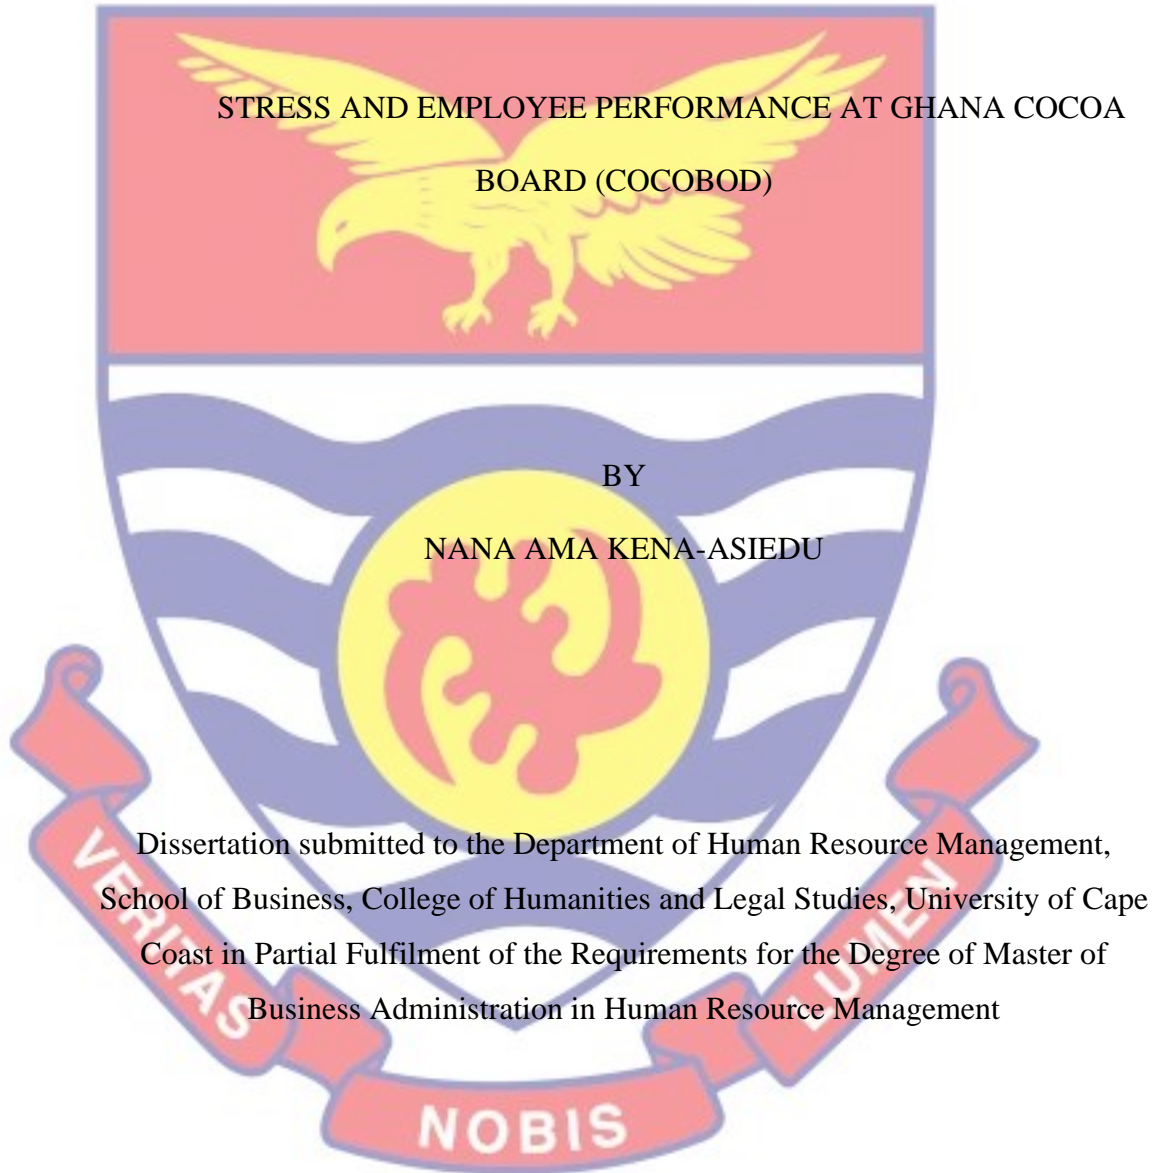 STRESS AND EMPLOYEE PERFORMANCE AT GHANA COCOA
BOARD (COCOBOD)
BY
NANA AMA KENA-ASIEDU
Dissertation submitted to the Department of Human Resource Management,
School of Business, College of Humanities and Legal Studies, University of Cape
Coast in Partial Fulfilment of the Requirements for the Degree of Master of
Business Administration in Human Resource Management
VERITAS
NOBIS
LUMEN